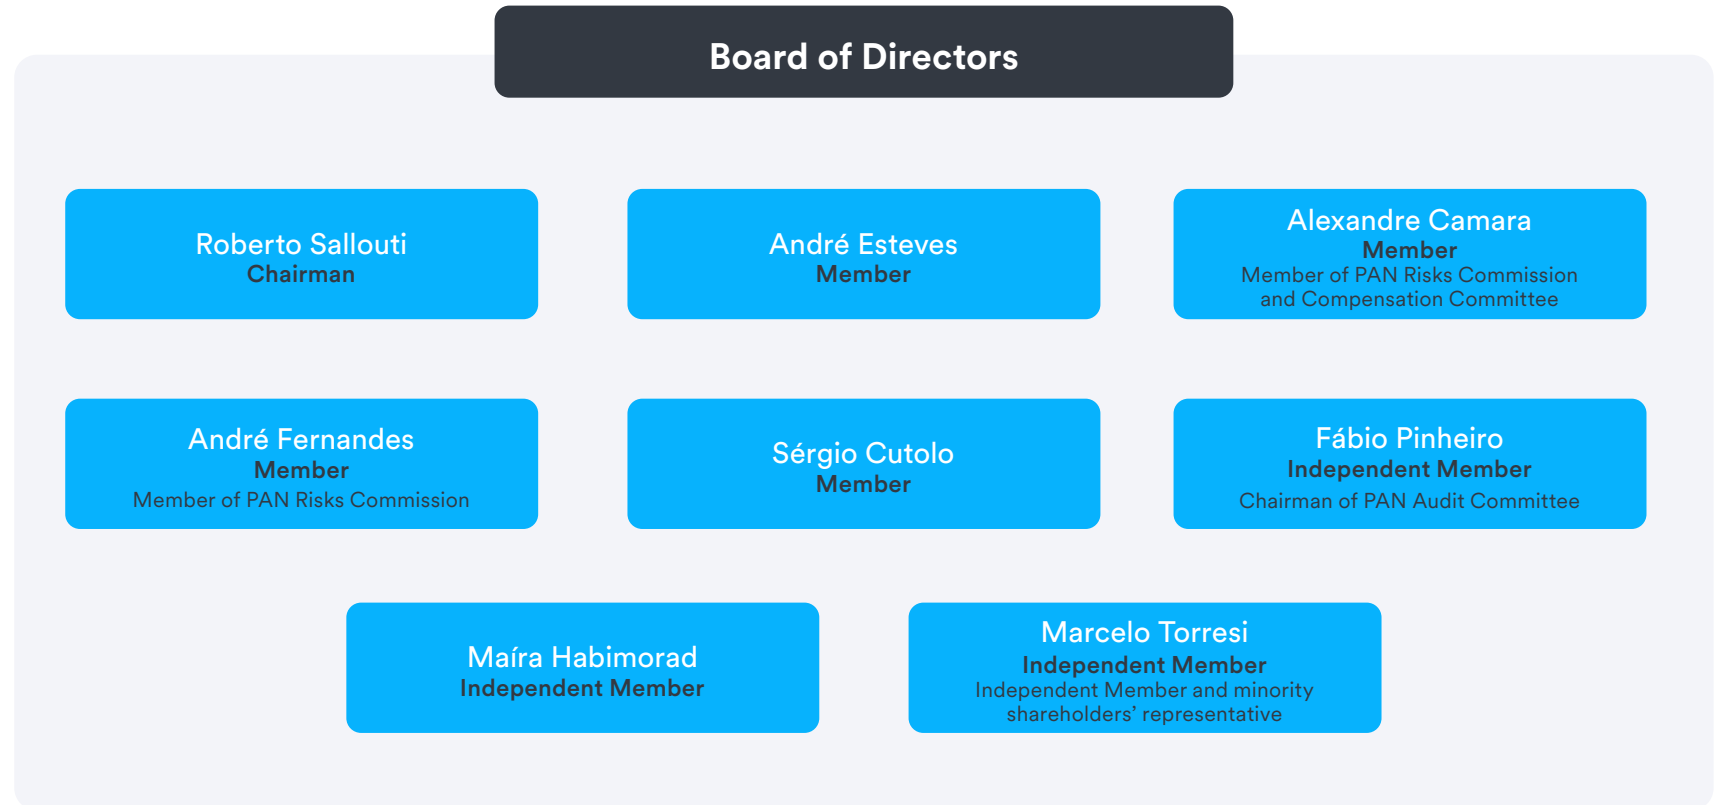 Board of Directors
Roberto Sallouti
Chairman
André Esteves
Member
Alexandre Camara
Member
Member of PAN Risks Commission
and Compensation Committee
André Fernandes
Member
Member of PAN Risks Commission
Sérgio Cutolo
Member
Fábio Pinheiro
Independent Member
Chairman of PAN Audit Committee
Maíra Habimorad
Independent Member
Marcelo Torresi
Independent Member
Independent Member and minority
shareholders’ representative